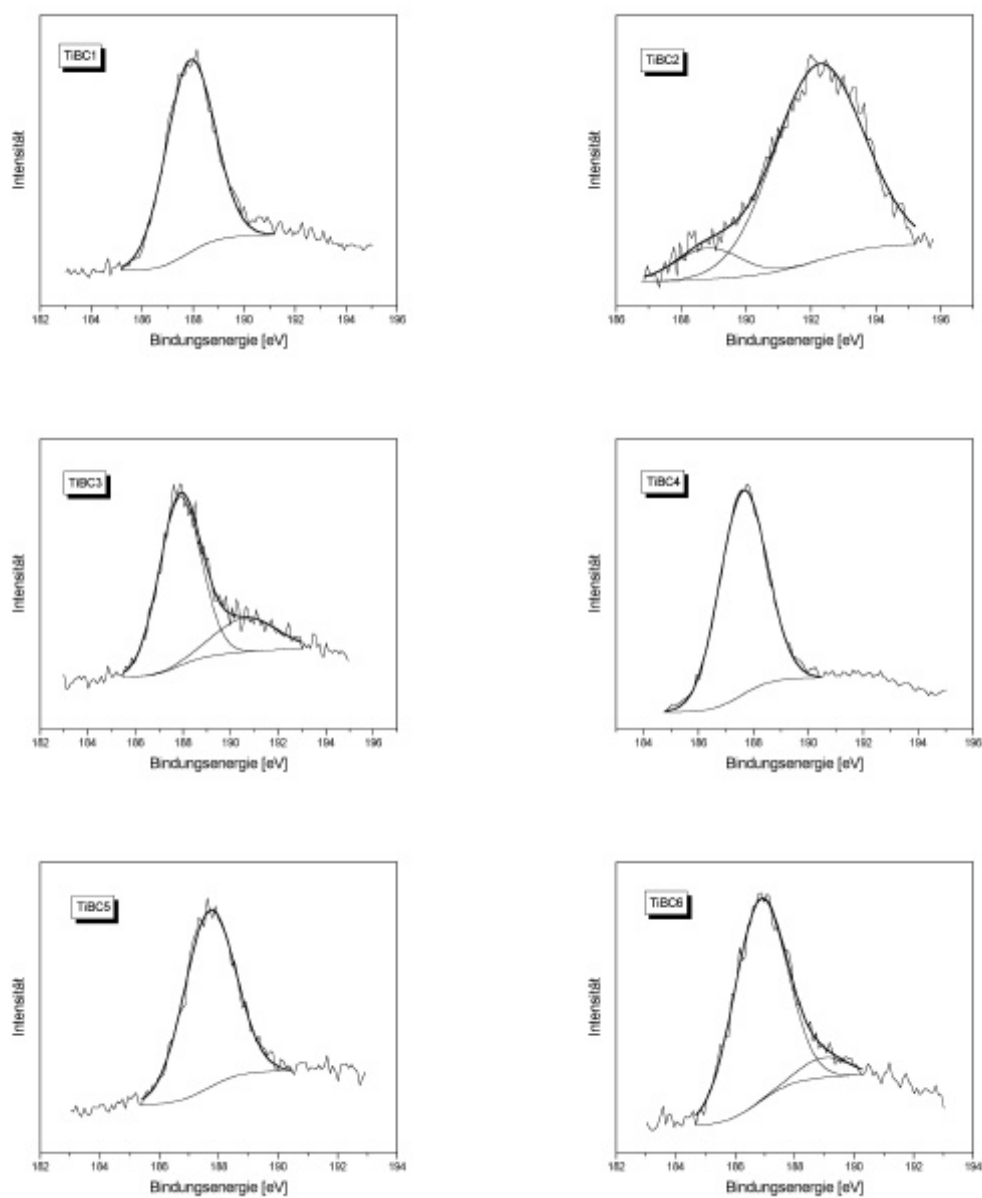 TiBC1
Intensität
182 184 186 188 190 192 194 196
Bindungsenergie [eV]
TiBC2
Intensität
186 188 190 192 194 196
Bindungsenergie [eV]
TiBC3
Intensität
182 184 186 188 190 192 194 196
Bindungsenergie [eV]
TiBC4
Intensität
184 186 188 190 192 194 196
Bindungsenergie [eV]
TiBC5
Intensität
182 184 186 188 190 192 194
Bindungsenergie [eV]
TiBC6
Intensität
182 184 186 188 190 192 194
Bindungsenergie [eV]